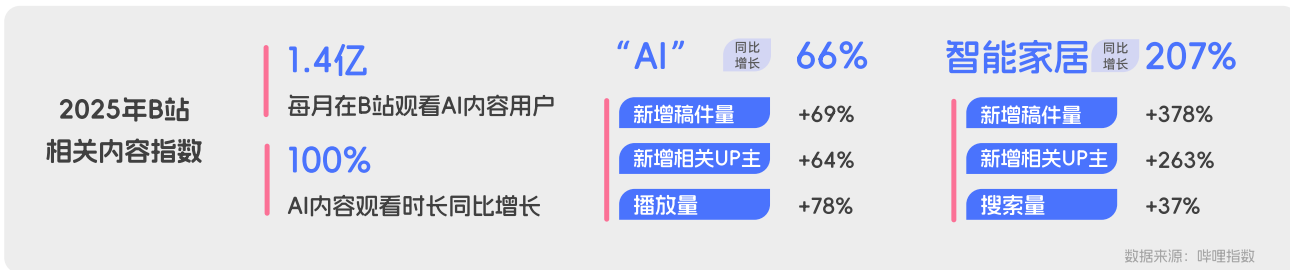 2025年B站
相关内容指数
1.4亿
每月在B站观看AI内容用户
100%
AI内容观看时长同比增长
“AI”
同比
增长
66%
新增稿件量 +69%
新增相关UP主 +64%
播放量 +78%
智能家居
同比
增长
207%
新增稿件量 +378%
新增相关UP主 +263%
搜索量 +37%
数据来源：哔哩指数